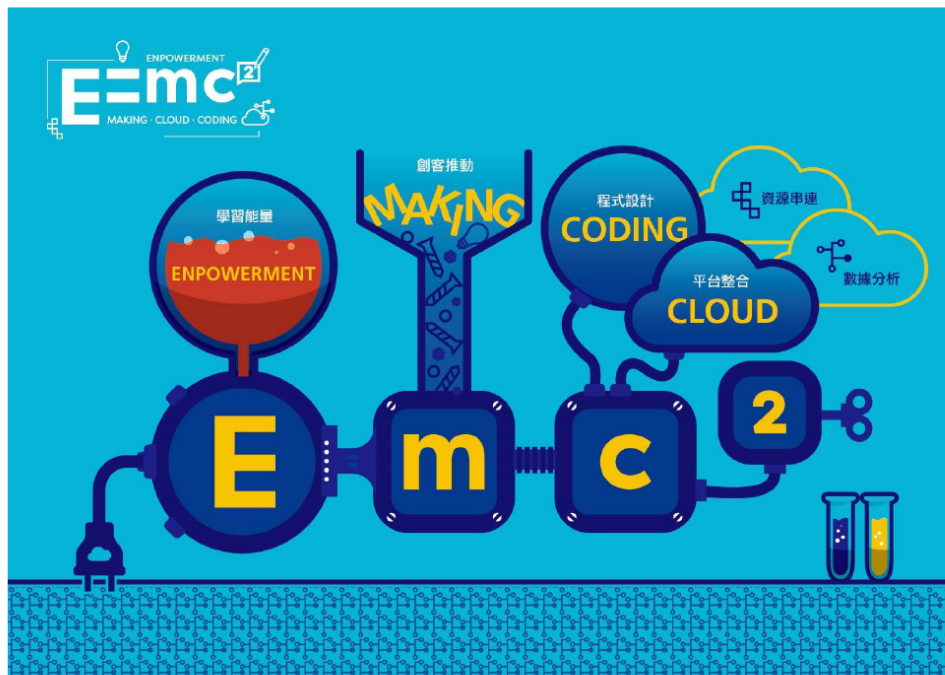 ENPOWERMENT
E=mc2
MAKING · CLOUD · CODING
學習能量
ENPOWERMENT
創客推動
MAKING
程式設計
CODING
資源串連
數據分析
平台整合
CLOUD
E
m
c
2